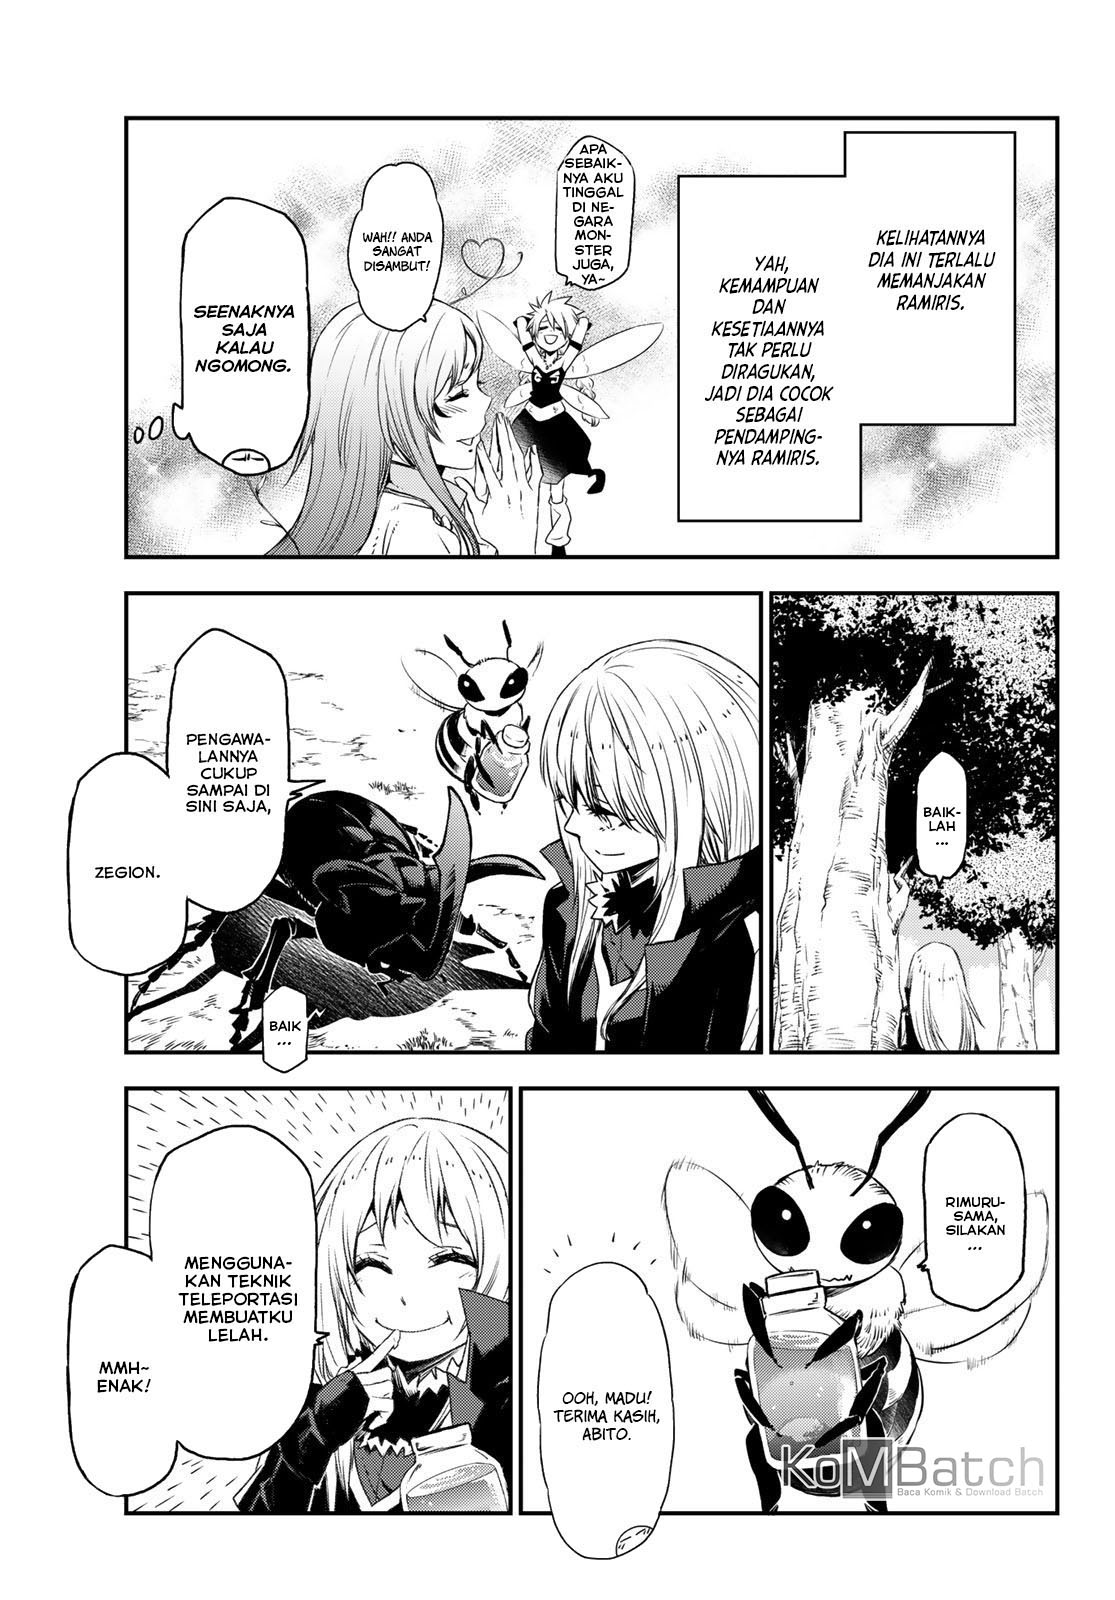 KELIHATANNYA
DIA INI TERLALU
MEMANJAKAN
RAMIRIS.
YAH,
KEMAMPUAN
DAN
KESETIAANNYA
TAK PERLU
DIRAGUKAN,
JADI DIA COCOK
SEBAGAI
PENDAMPING-
NYA RAMIRIS.
APA
SEBAIK-
NYA AKU
TINGGAL
DI NE-
GARA
MON-
STER
JUGA,
YA~
WAH!! ANDA
SANGAT
DISAMBUT!
SEENAKNYA
SAJA
KALAU
NGOMONG.
BAIK-
LAH
...
PENGAWA-
LANNYA
CUKUP
SAMPAI DI
SINI SAJA,
ZEGION.
BAIK
...
RIMURU-
SAMA,
SILAKAN
...
OOH, MADU!
TERIMA KASIH,
ABITO.
MENGGUNA-
KAN TEKNIK
TELEPORTASI
MEMBUATKU
LELAH.
MMH~
ENAK!
KoMBatch
Baca Komik & Download Batch